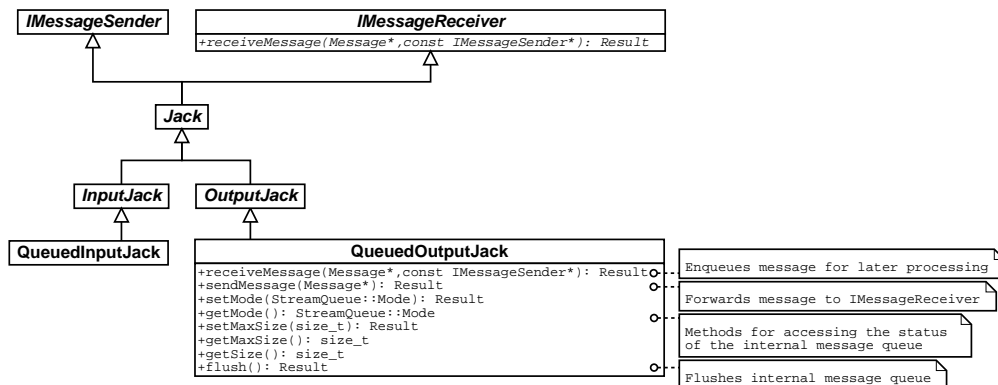 IMessageSender
IMessageReceiver
+receiveMessage(Message*,const IMessageSender*): Result
Jack
InputJack
OutputJack
QueuedInputJack
QueuedOutputJack
+receiveMessage(Message*,const IMessageSender*): Result
+sendMessage(Message*): Result
+setMode(StreamQueue::Mode): Result
+getMode(): StreamQueue::Mode
+setMaxSize(size_t): Result
+getMaxSize(): size_t
+getSize(): size_t
+flush(): Result
Enqueues message for later processing
Forwards message to IMessageReceiver
Methods for accessing the status
of the internal message queue
Flushes internal message queue